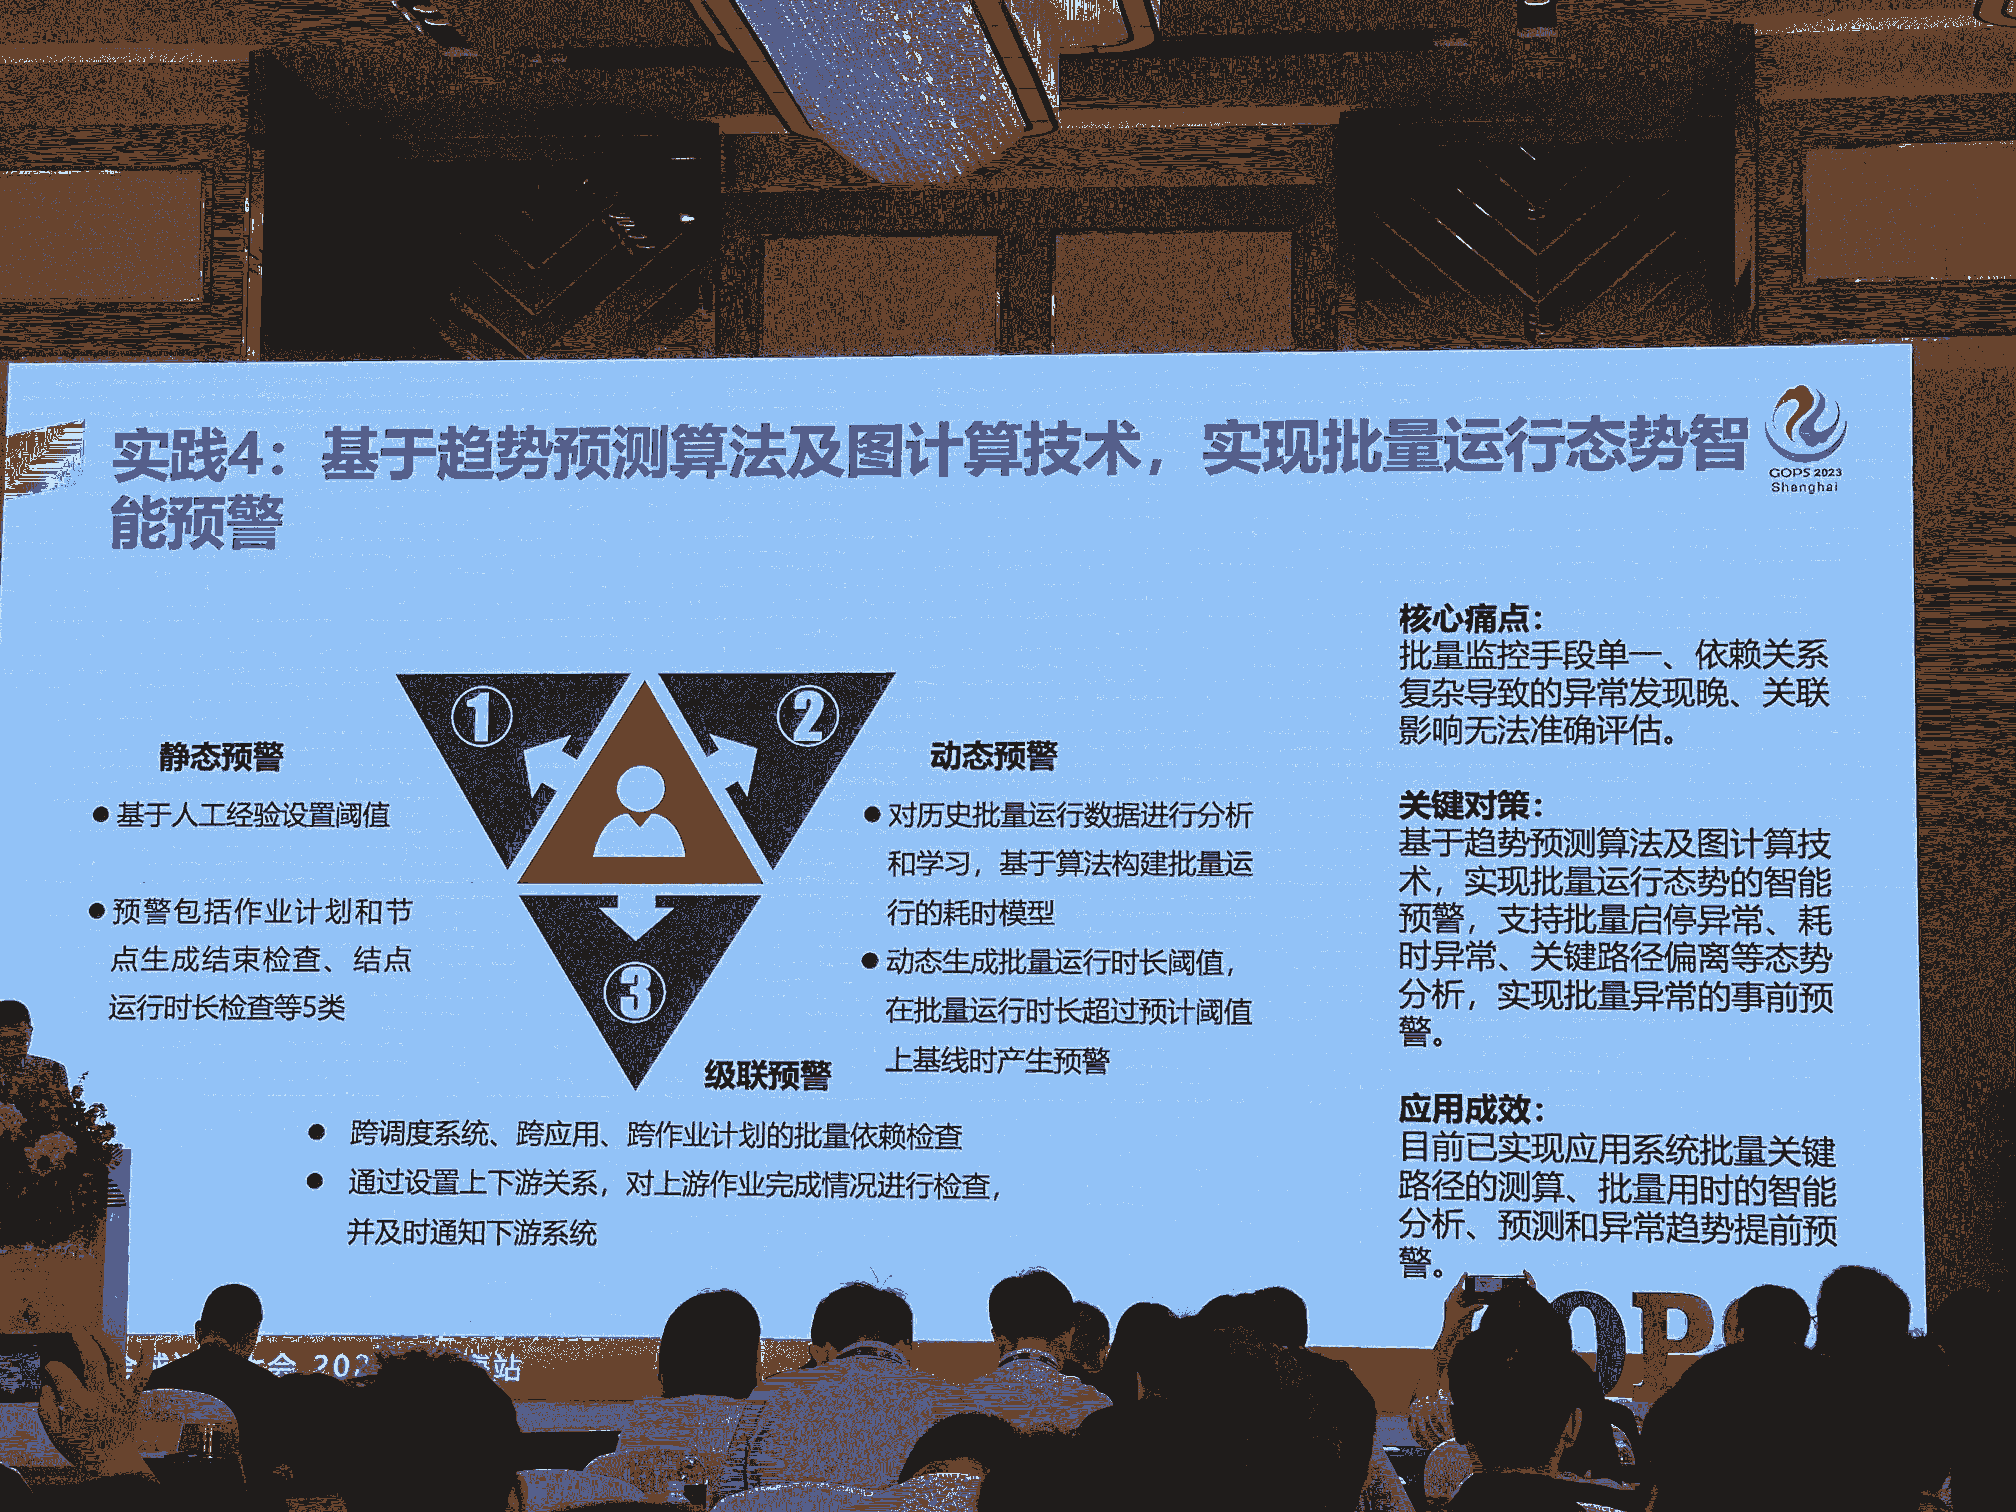 实践4：基于趋势预测算法及图计算技术，实现批量运行态势智
能预警
GOPS 2023
Shanghai
1
2
3
静态预警
●基于人工经验设置阈值
●预警包括作业计划和节
点生成结束检查、结点
运行时长检查等5类
动态预警
●对历史批量运行数据进行分析
和学习，基于算法构建批量运
行的耗时模型
●动态生成批量运行时长阈值，
在批量运行时长超过预计阈值
上基线时产生预警
级联预警
● 跨调度系统、跨应用、跨作业计划的批量依赖检查
● 通过设置上下游关系，对上游作业完成情况进行检查，
并及时通知下游系统
核心痛点：
批量监控手段单一、依赖关系
复杂导致的异常发现晚、关联
影响无法准确评估。
关键对策：
基于趋势预测算法及图计算技
术，实现批量运行态势的智能
预警，支持批量启停异常、耗
时异常、关键路径偏离等态势
分析，实现批量异常的事前预
警。
应用成效：
目前已实现应用系统批量关键
路径的测算、批量用时的智能
分析、预测和异常趋势提前预
警。